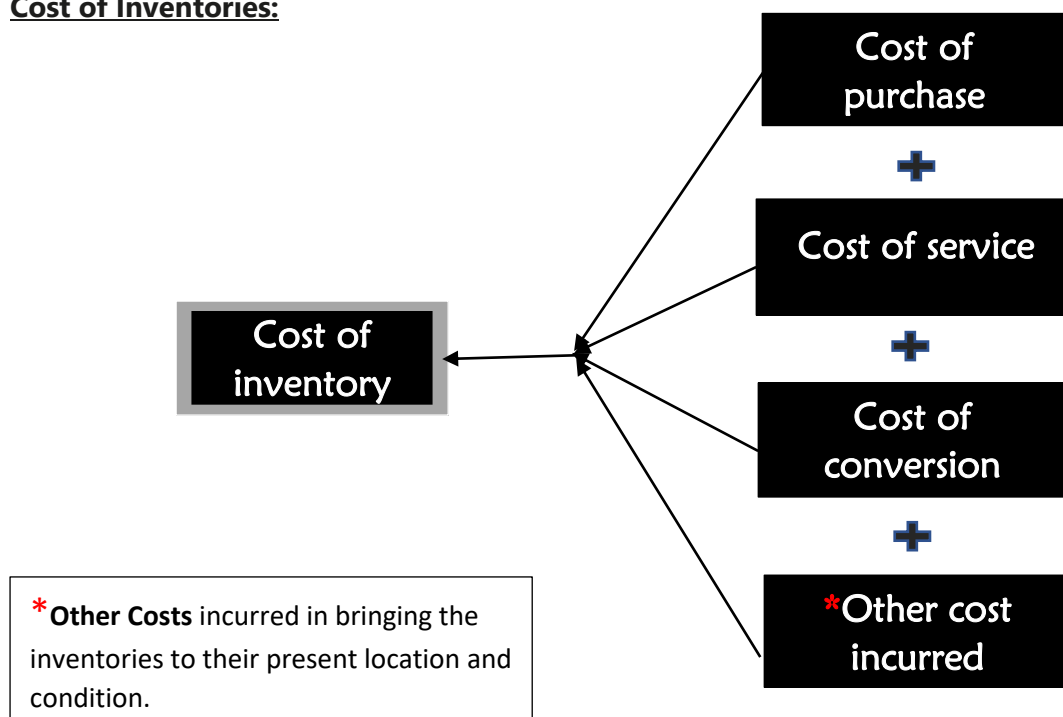 Cost of Inventories:
Cost of
purchase
Cost of service
Cost of
inventory
Cost of
conversion
*Other cost
incurred
*Other Costs incurred in bringing the
inventories to their present location and
condition.